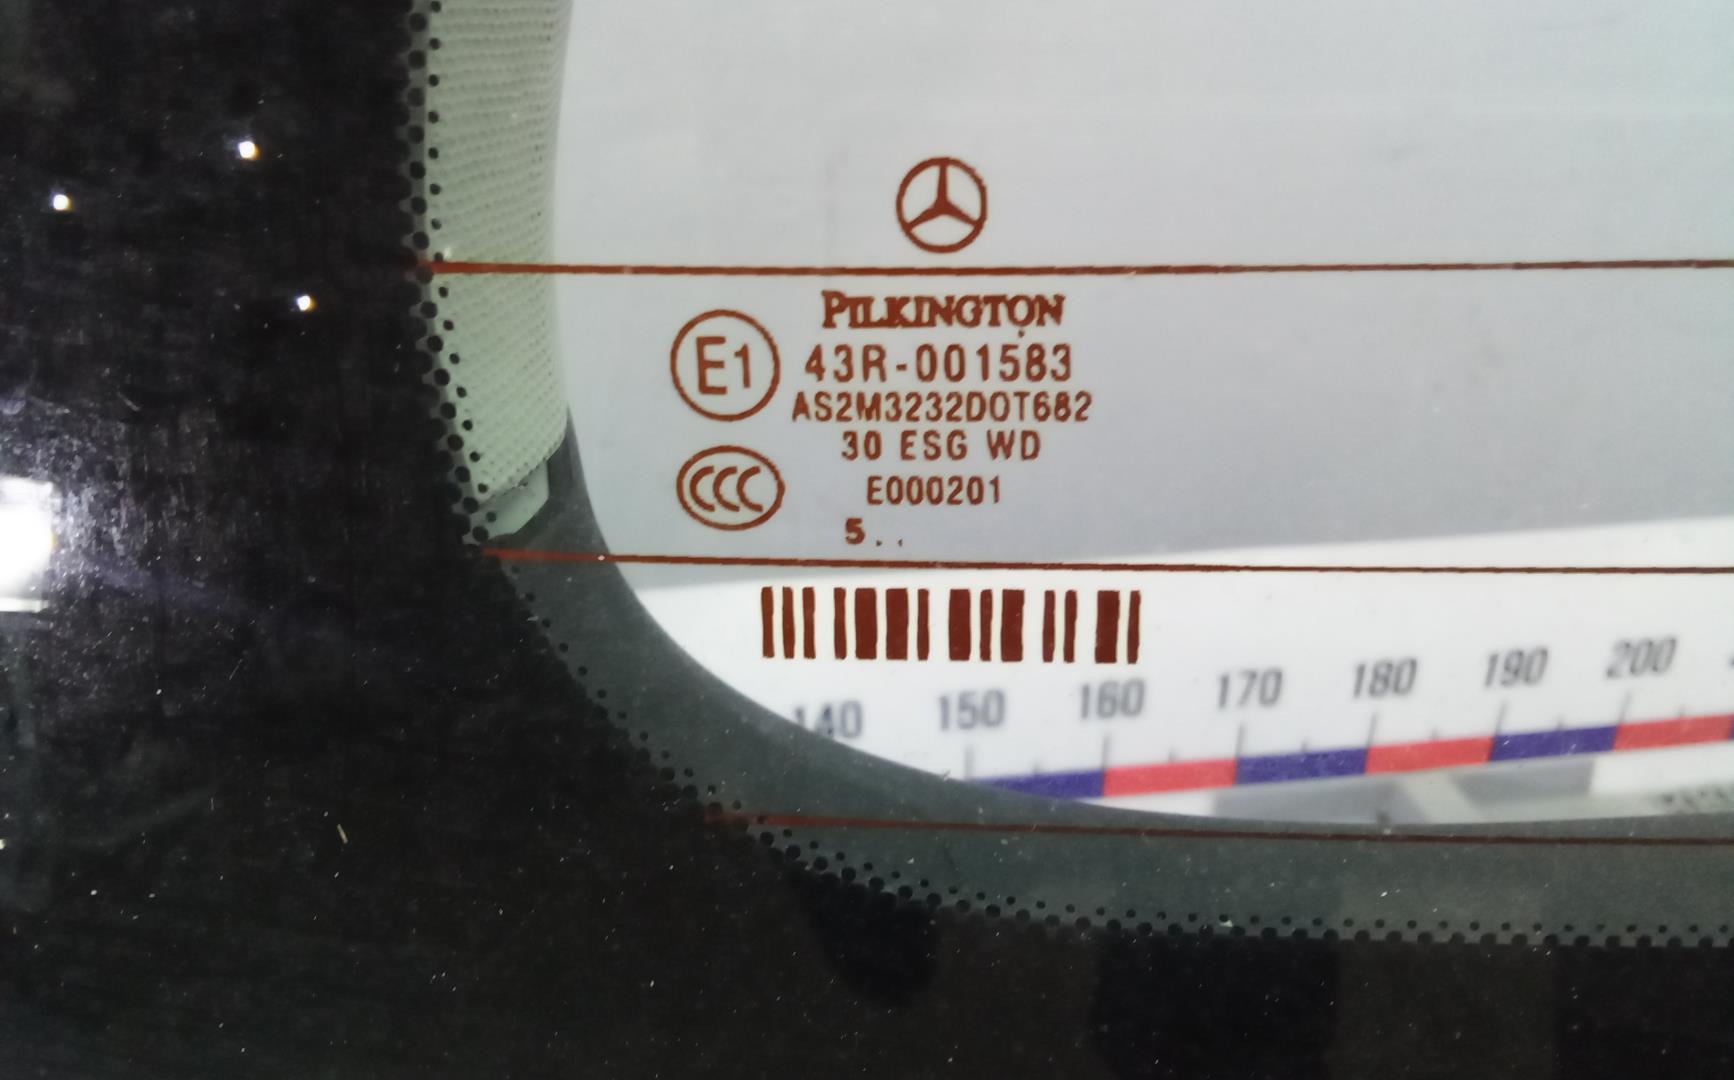 PILKINGTON
E1 43R-001583
AS2M3232DOT682
30 ESG WD
CCC E000201
5..
140 150 160 170 180 190 200